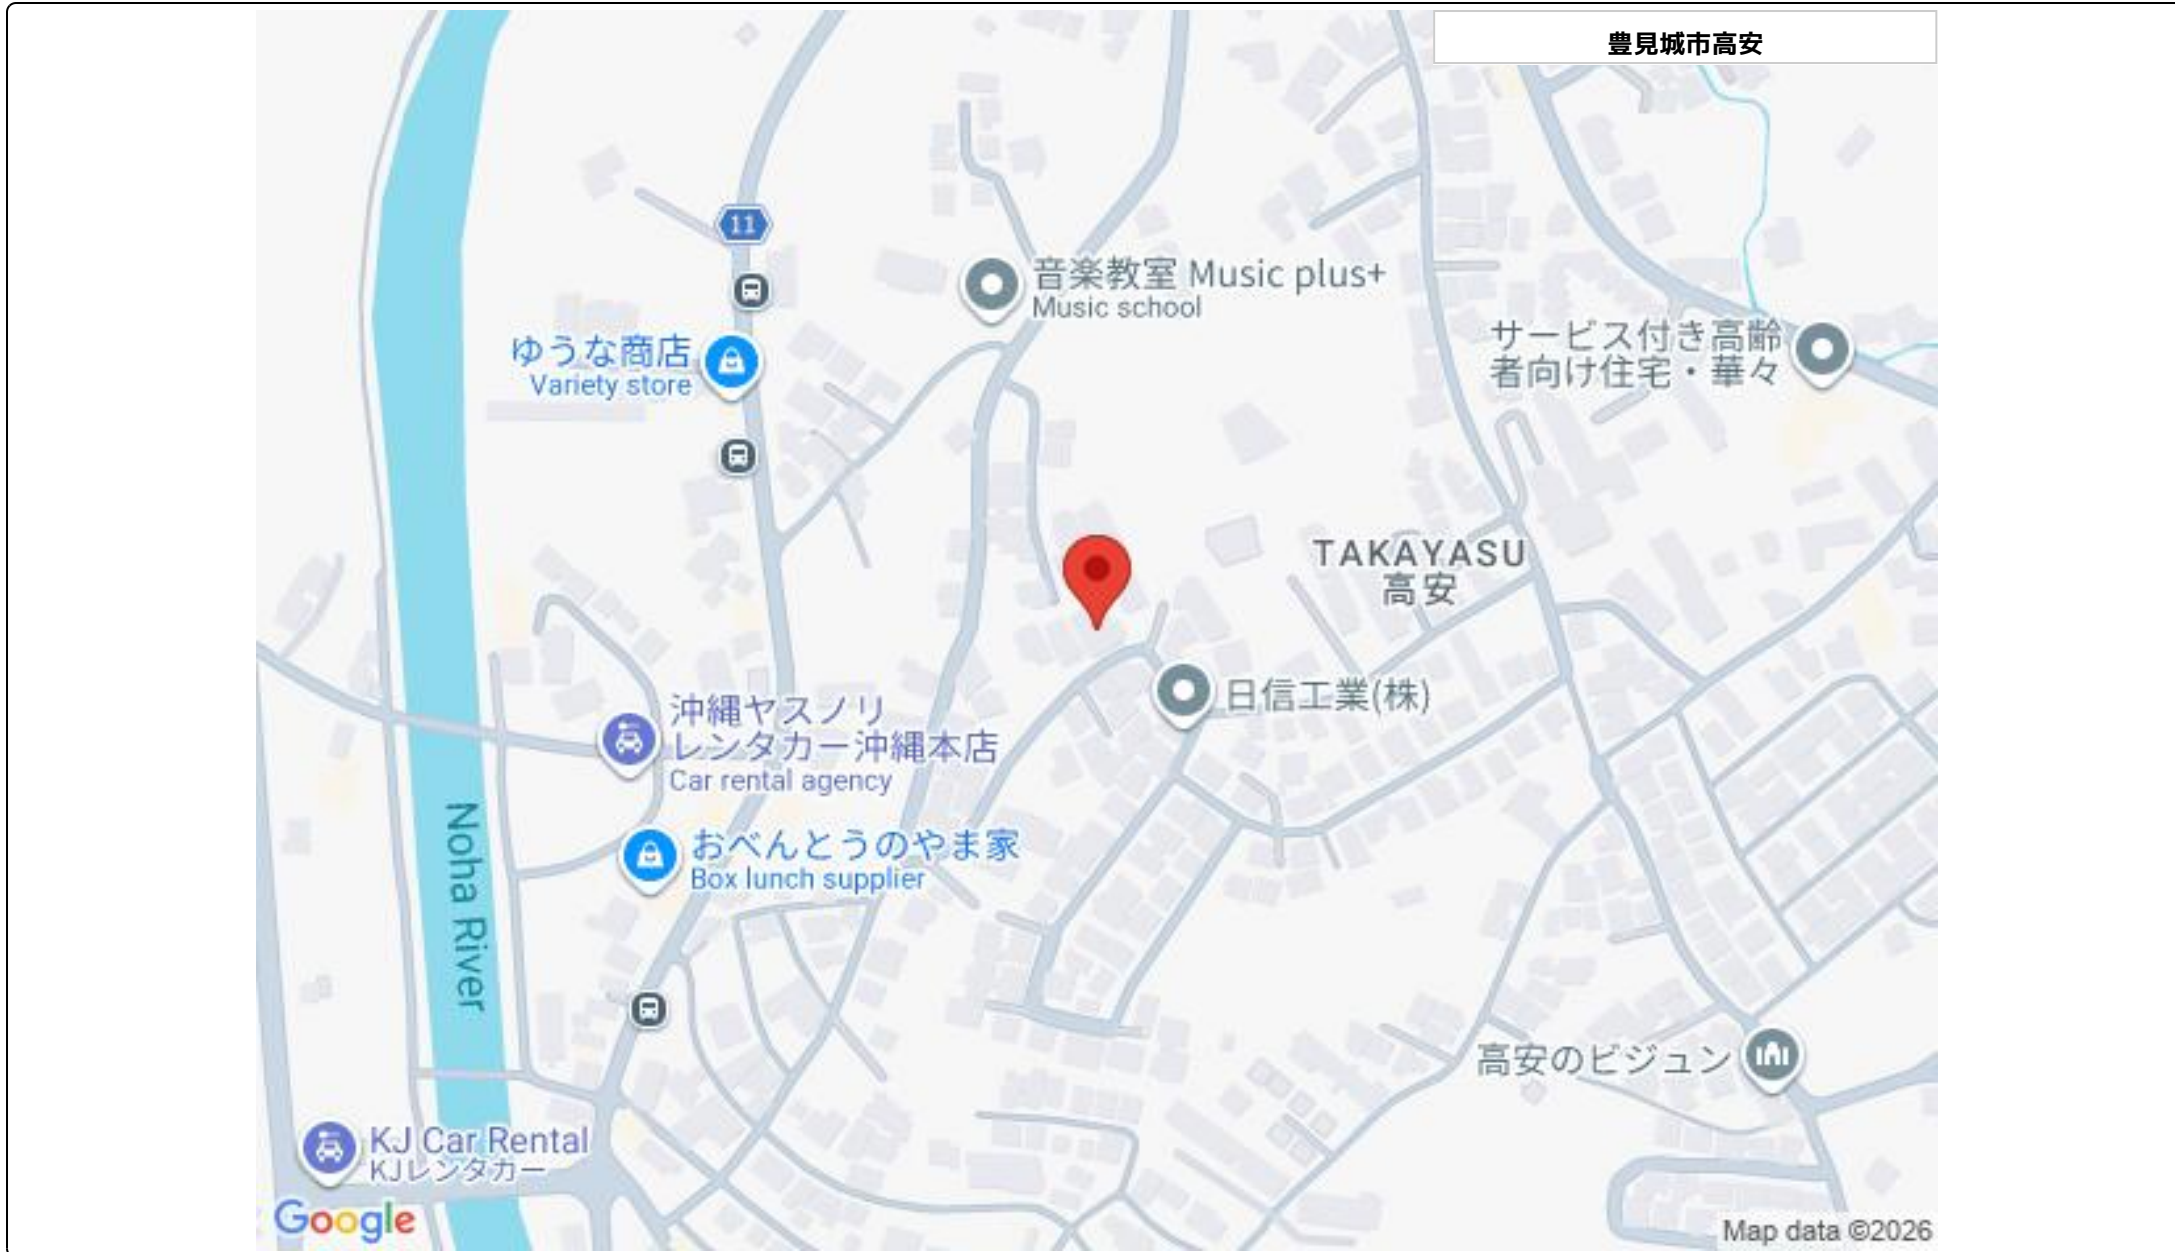 豊見城市高安
11
音楽教室 Music plus+
Music school
ゆうな商店
Variety store
サービス付き高齢
者向け住宅・華々
TAKAYASU
高安
日信工業(株)
沖縄ヤスノリ
レンタカー沖縄本店
Car rental agency
おべんとうのやま家
Box lunch supplier
Noha River
高安のビジュン
KJ Car Rental
KJレンタカー
Google
Map data ©2026